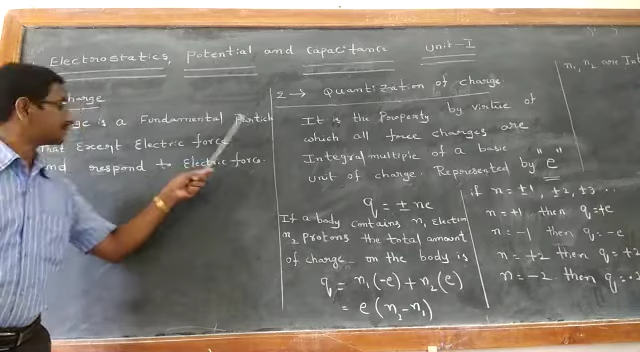 Electrostatics, Potential and Capacitance Unit-I
Charge
ge is a Fundamental Particl
That Exert Electric force
and respond to Electric force.
2 → Quantization of charge
It is the Property by virtue of
which all free charges are
Integral multiple of a basic
unit of charge. Represented by "e"
q = ± ne
If a body contains n₁ Electron
n₂ Protons the total amount
of charge on the body is
q = n₁(-e) + n₂(e)
= e(n₂-n₁)
n₁, n₂ are Int
if n = ±1, ±2, ±3...
n = +1 then q = +e
n = -1 then q = -e
n = +2 then q = +2
n = -2 then q = -2